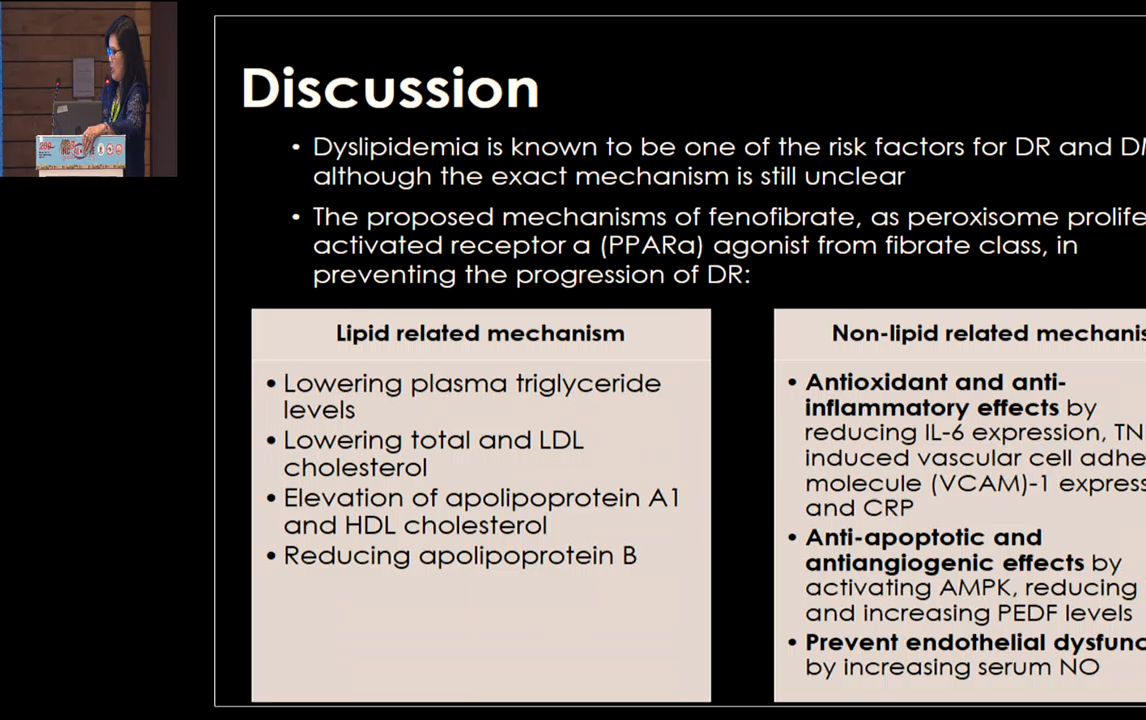 Discussion
• Dyslipidemia is known to be one of the risk factors for DR and
although the exact mechanism is still unclear
• The proposed mechanisms of fenofibrate, as peroxisome
activated receptor a (PPARa) agonist from fibrate class, in
preventing the progression of DR:
Lipid related mechanism
• Lowering plasma triglyceride
levels
• Lowering total and LDL
cholesterol
• Elevation of apolipoprotein A1
and HDL cholesterol
• Reducing apolipoprotein B
Non-lipid related
• Antioxidant and anti-
inflammatory effects by
reducing IL-6 expression,
induced vascular cell
molecule (VCAM)-1
and CRP
• Anti-apoptotic and
antiangiogenic effects by
activating AMPK, reducing
and increasing PEDF levels
• Prevent endothelial
by increasing serum NO